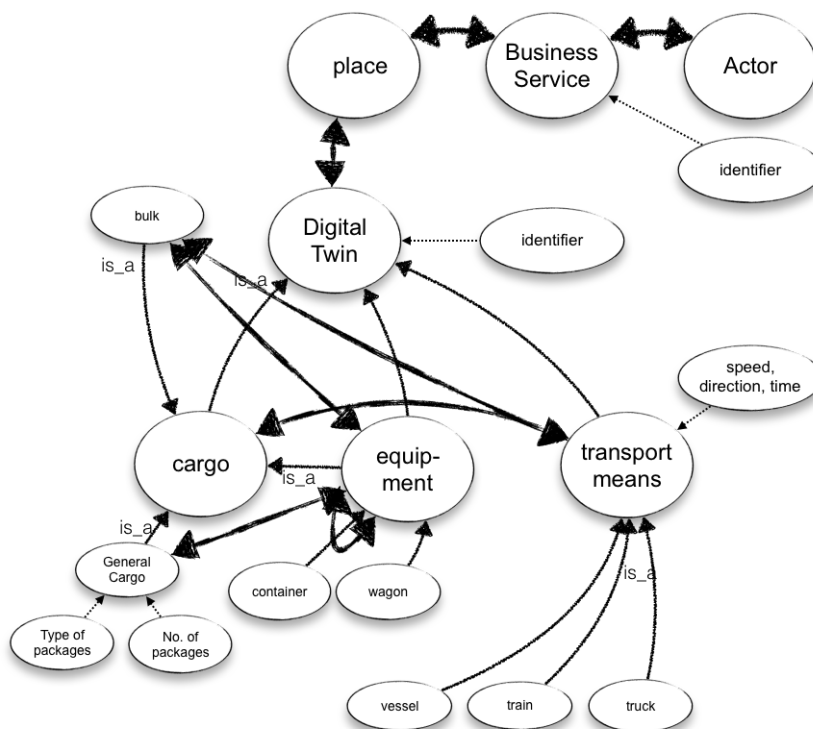 place
Business
Service
Actor
identifier
bulk
Digital
Twin
identifier
is_a
is_a
speed,
direction, time
cargo
equip-
ment
transport
means
is_a
is_a
General
Cargo
container
wagon
is_a
Type of
packages
No. of
packages
vessel
train
truck